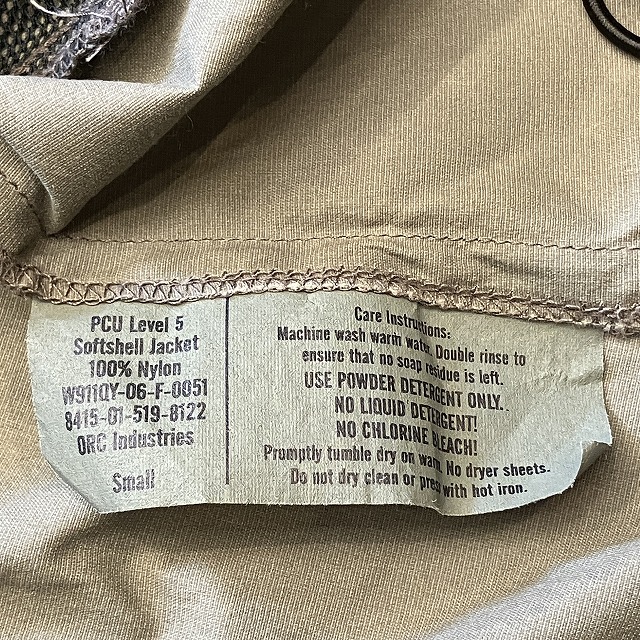 PCU Level 5
Softshell Jacket
100% Nylon
W911QY-06-F-0051
8415-01-519-8122
ORC Industries
Small
Care Instructions:
Machine wash warm water. Double rinse to
ensure that no soap residue is left.
USE POWDER DETERGENT ONLY.
NO LIQUID DETERGENT!
NO CHLORINE BLEACH!
Promptly tumble dry on warm. No dryer sheets.
Do not dry clean or press with hot iron.